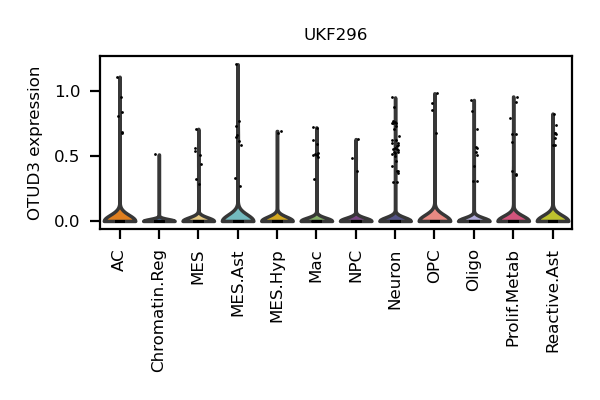 UKF296
OTUD3 expression
1.0
0.5
0.0
AC
Chromatin.Reg
MES
MES.Ast
MES.Hyp
Mac
NPC
Neuron
OPC
Oligo
Prolif.Metab
Reactive.Ast